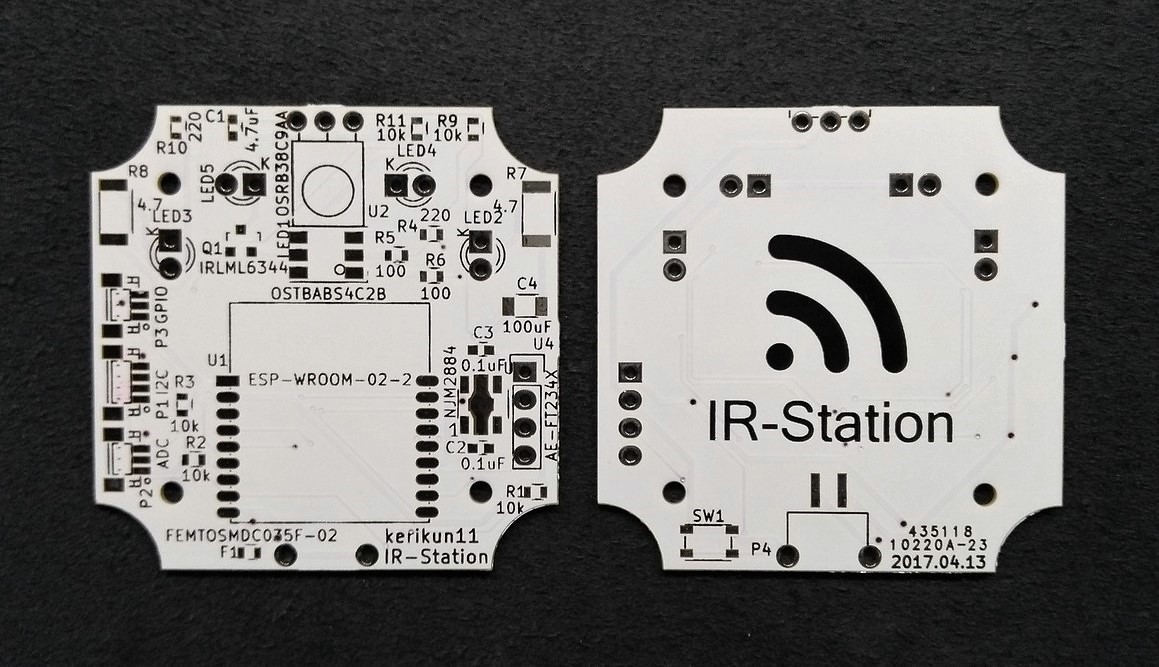 R10
220
C1
4.7uF
LED1 OSRB38C9AA
R11
10k
R9
10k
K
LED4
R8
4.7
LED5
K
U2
R7
4.7
LED3
K
220
R4
LED2
K
Q1
IRLML6344
R5
100
R6
100
OSTBABS4C2B
C4
100uF
P3 GPIO
U1
ESP-WROOM-02-2
C3
0.1uF
U4
NJM2884
1
AE-FT234X
P1 I2C
R3
10k
R2
10k
C2
0.1uF
P2
ADC
R1
10k
FEMTOSMDC035F-02
F1
kerikun11
IR-Station
IR-Station
SW1
P4
435118
10220A-23
2017.04.13